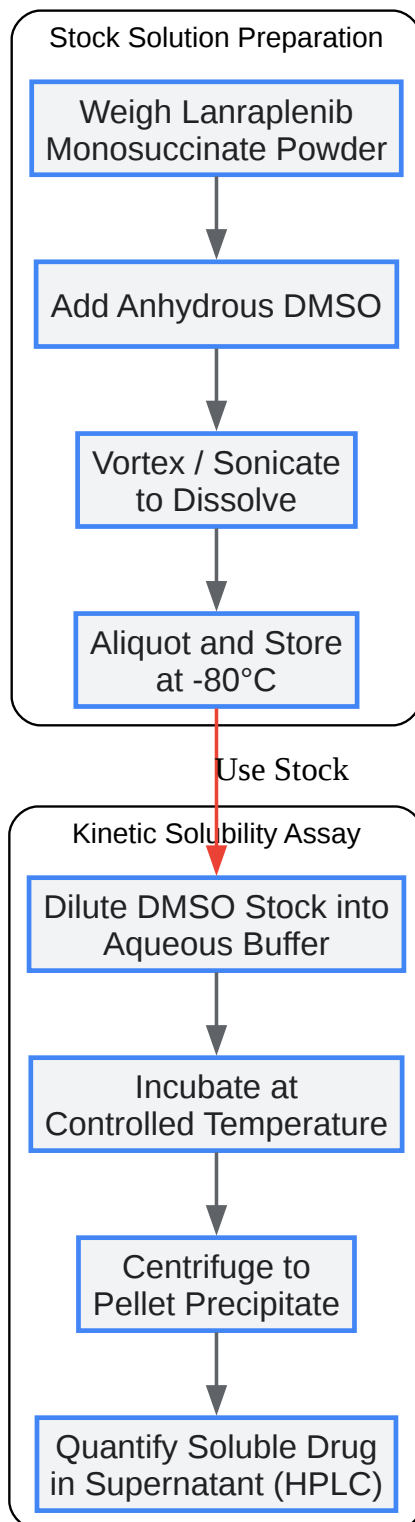 Stock Solution Preparation
Weigh Lanraplenib
Monosuccinate Powder
Add Anhydrous DMSO
Vortex / Sonicate
to Dissolve
Aliquot and Store
at -80°C
Use Stock
Kinetic Solubility Assay
Dilute DMSO Stock into
Aqueous Buffer
Incubate at
Controlled Temperature
Centrifuge to
Pellet Precipitate
Quantify Soluble Drug
in Supernatant (HPLC)